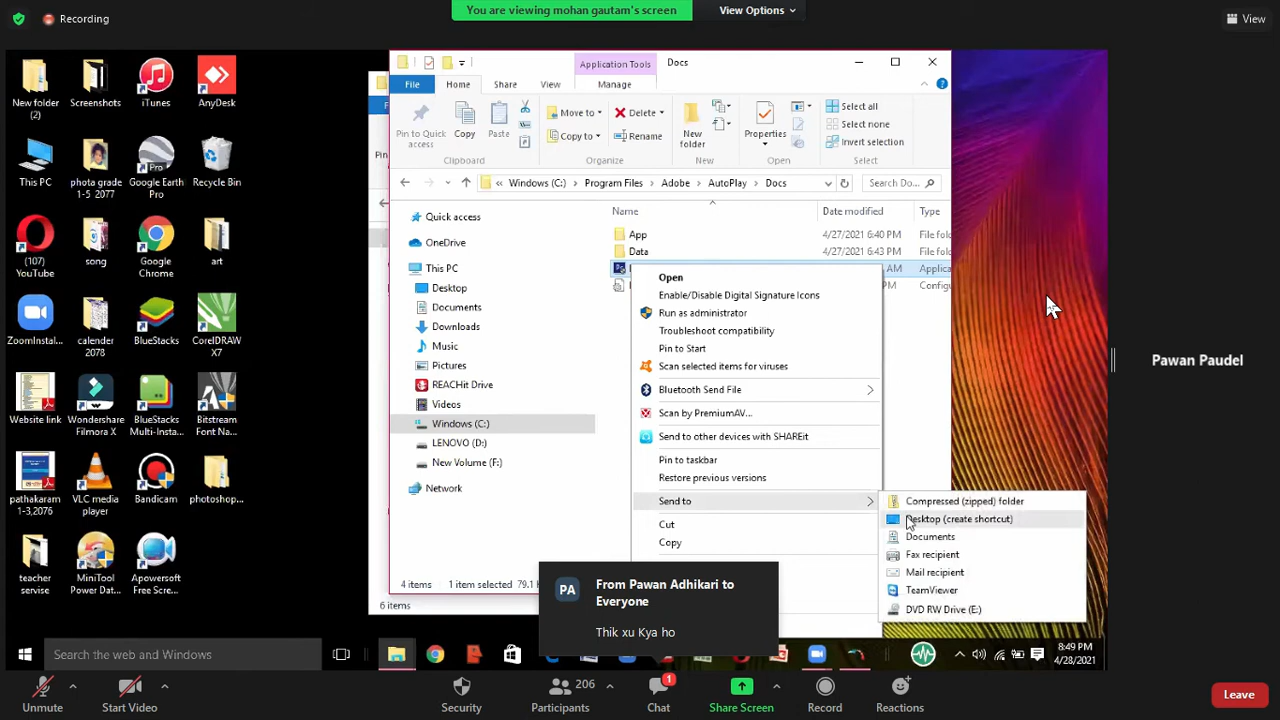 Recording
You are viewing mohan gautam's screen
View Options
View
New folder
(2)
Screenshots
iTunes
AnyDesk
This PC
phota grade
1-5_2077
Google Earth
Pro
Recycle Bin
(107)
YouTube
song
Google
Chrome
art
ZoomInstal...
calender
2078
BlueStacks
CorelDRAW
X7
Website link
Wondershare
Filmora X
BlueStacks
Multi-Insta...
Bitstream
Font Na...
pathakaram
1-3,2076
VLC media
player
Bandicam
photoshop...
teacher
servise
MiniTool
Power Dat...
Apowersoft
Free Scre...
Application Tools
Docs
File
Home
Share
View
Manage
Pin to Quick
access
Copy
Paste
Clipboard
Move to
Copy to
Delete
Rename
Organize
New
folder
New
Properties
Open
Select all
Select none
Invert selection
Select
« Windows (C:) > Program Files > Adobe > AutoPlay > Docs
Search Do...
Name
Date modified
Type
App
4/27/2021 6:40 PM
File fol
Data
4/27/2021 6:43 PM
File fol
AM
Applica
PM
Config
Quick access
OneDrive
This PC
Desktop
Documents
Downloads
Music
Pictures
REACHit Drive
Videos
Windows (C:)
LENOVO (D:)
New Volume (F:)
Network
4 items
1 item selected 79.1 K
6 items
Open
Enable/Disable Digital Signature Icons
Run as administrator
Troubleshoot compatibility
Pin to Start
Scan selected items for viruses
Bluetooth Send File
Scan by PremiumAV...
Send to other devices with SHAREit
Pin to taskbar
Restore previous versions
Send to
Cut
Copy
Compressed (zipped) folder
Desktop (create shortcut)
Documents
Fax recipient
Mail recipient
TeamViewer
DVD RW Drive (E:)
PA
From Pawan Adhikari to
Everyone
Thik xu Kya ho
Pawan Paudel
Search the web and Windows
8:49 PM
4/28/2021
Unmute
Start Video
Security
206
Participants
1
Chat
Share Screen
Record
Reactions
Leave